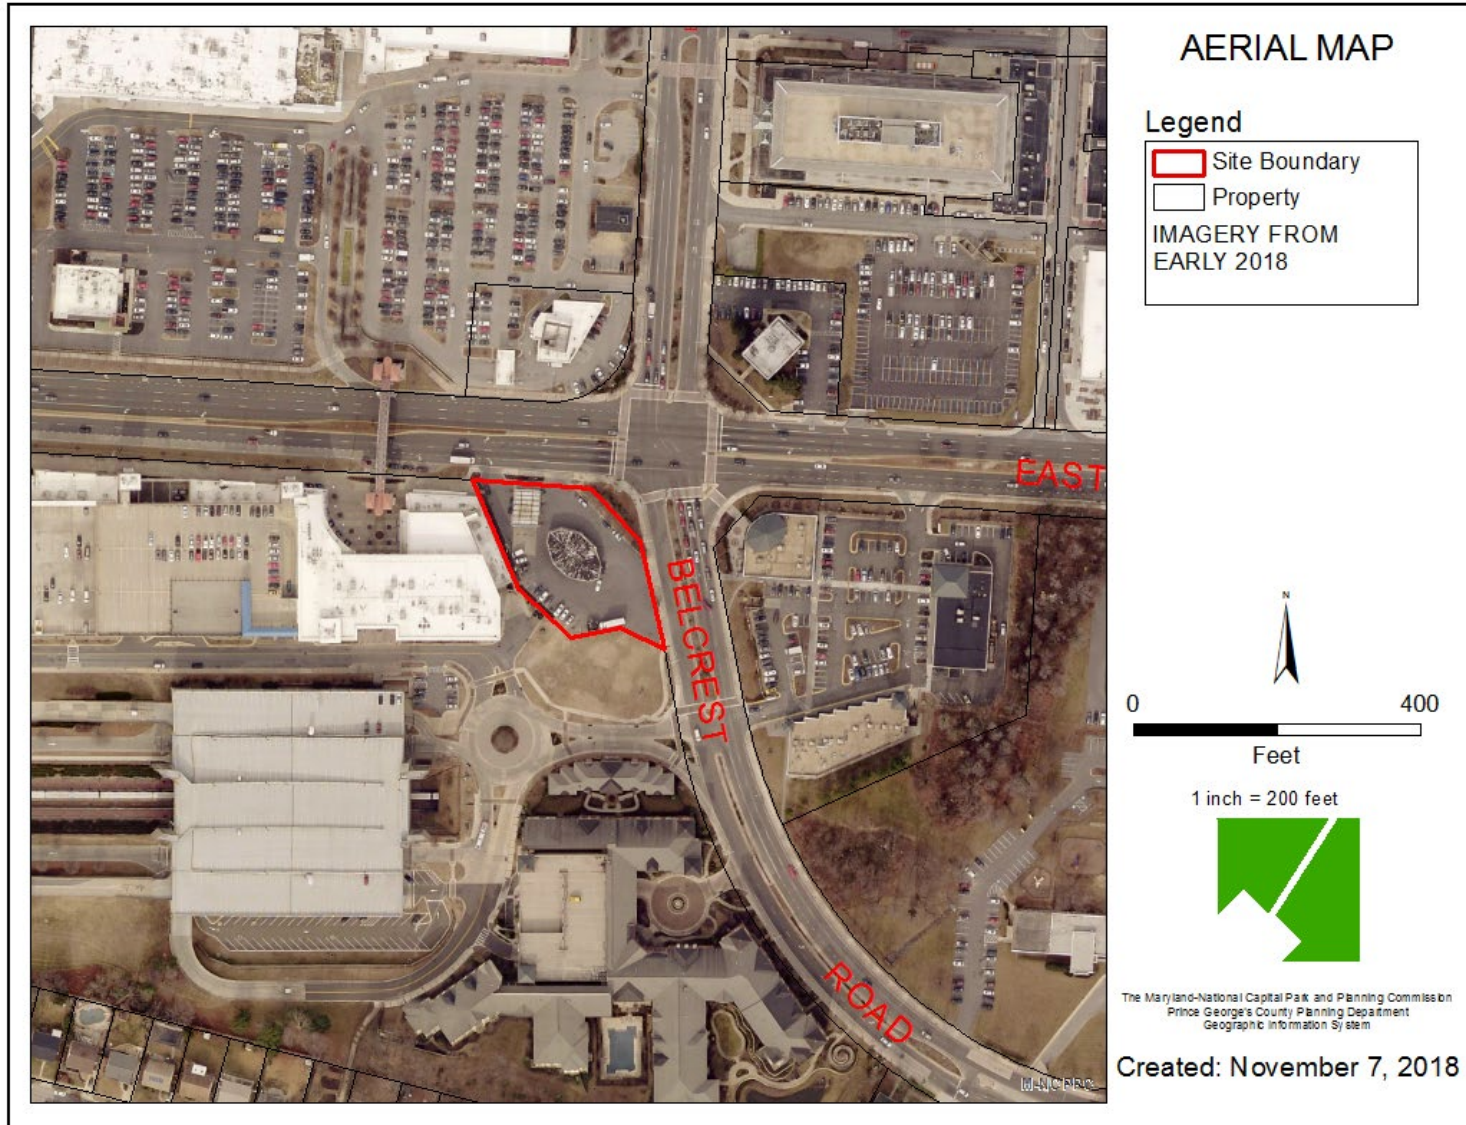 AERIAL MAP
Legend
Site Boundary
Property
IMAGERY FROM
EARLY 2018
EAST
BELCREST
ROAD
N
0 400
Feet
1 inch = 200 feet
The Maryland-National Capital Park and Planning Commission
Prince George's County Planning Department
Geographic Information System
Created: November 7, 2018
M-NCPPC